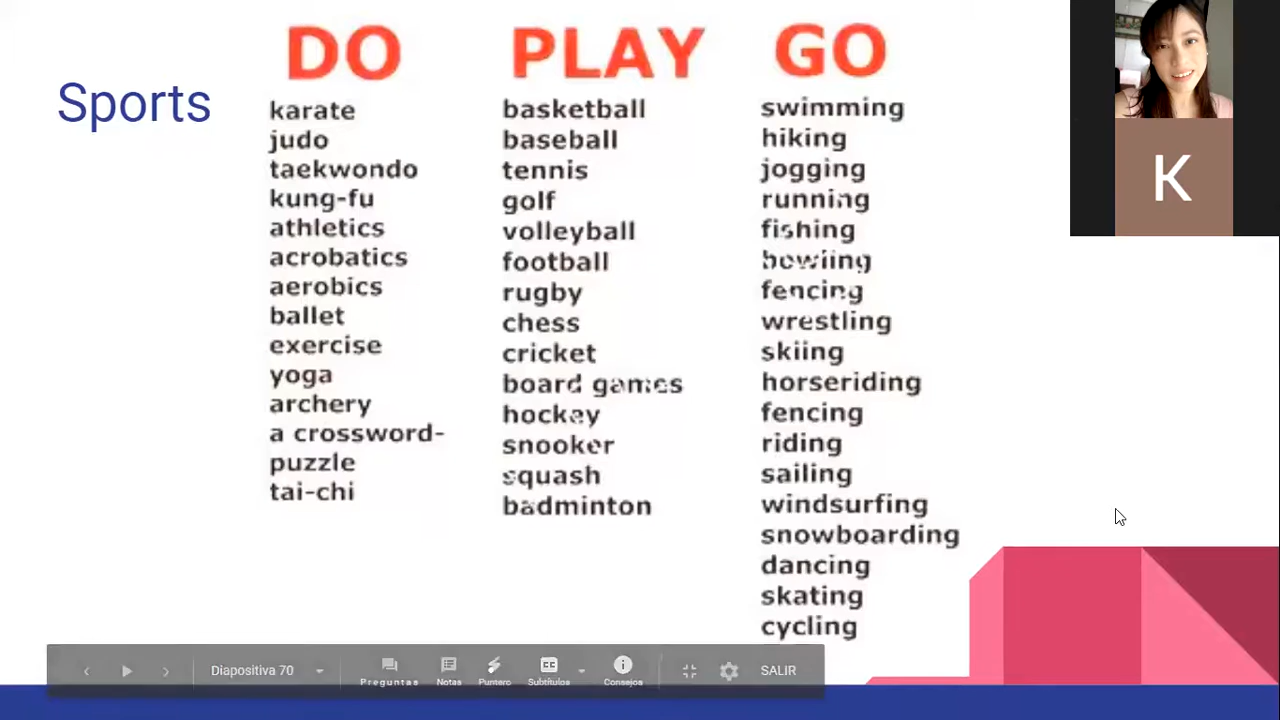 Sports
DO
karate
judo
taekwondo
kung-fu
athletics
acrobatics
aerobics
ballet
exercise
yoga
archery
a crossword-
puzzle
tai-chi
PLAY
basketball
baseball
tennis
golf
volleyball
football
rugby
chess
cricket
board games
hockey
snooker
squash
badminton
GO
swimming
hiking
jogging
running
fishing
bowling
fencing
wrestling
skiing
horseriding
fencing
riding
sailing
windsurfing
snowboarding
dancing
skating
cycling
K
Diapositiva 70
Preguntas
Notas
Puntero
CC
Subtítulos
Consejos
SALIR